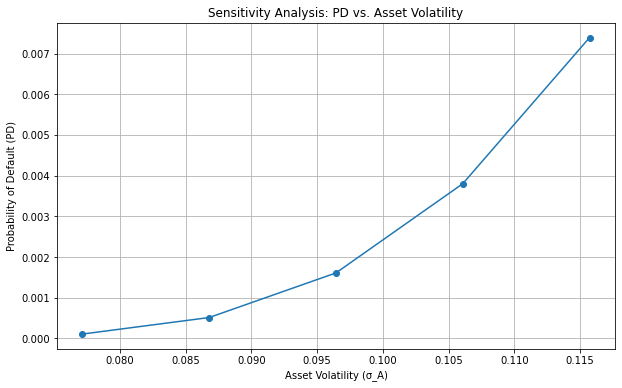 Sensitivity Analysis: PD vs. Asset Volatility
Probability of Default (PD)
0.007
0.006
0.005
0.004
0.003
0.002
0.001
0.000
0.080 0.085 0.090 0.095 0.100 0.105 0.110 0.115
Asset Volatility (σ_A)